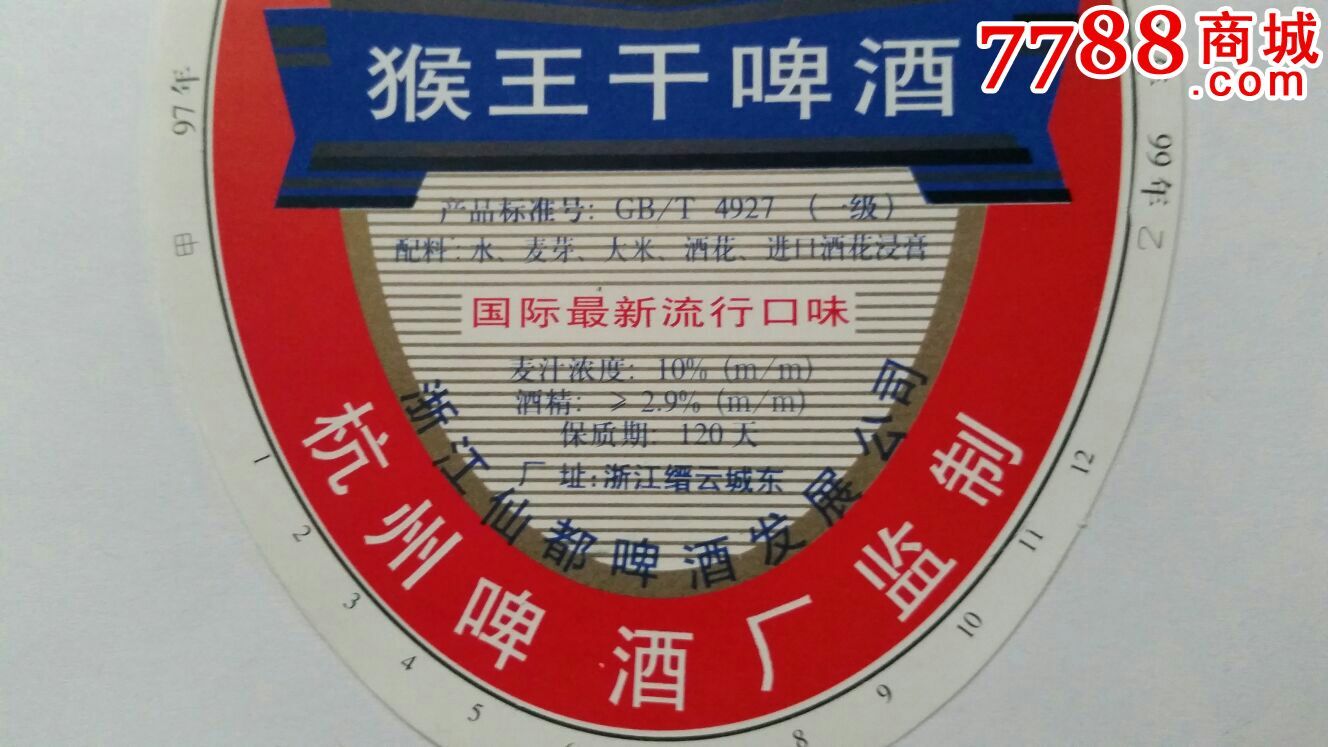 7788商城
.com
猴王干啤酒
97年
甲
99年
2
产品标准号: GB/T 4927 (一级)
配料:水、麦芽、大米、酒花、进口酒花浸膏
国际最新流行口味
麦汁浓度: 10% (m/m)
酒精: ≥ 2.9% (m/m)
保质期: 120天
厂 址:浙江缙云城东
浙江仙都啤酒发展公司
杭州啤酒厂监制
1
2
3
4
5
8
9
10
11
12